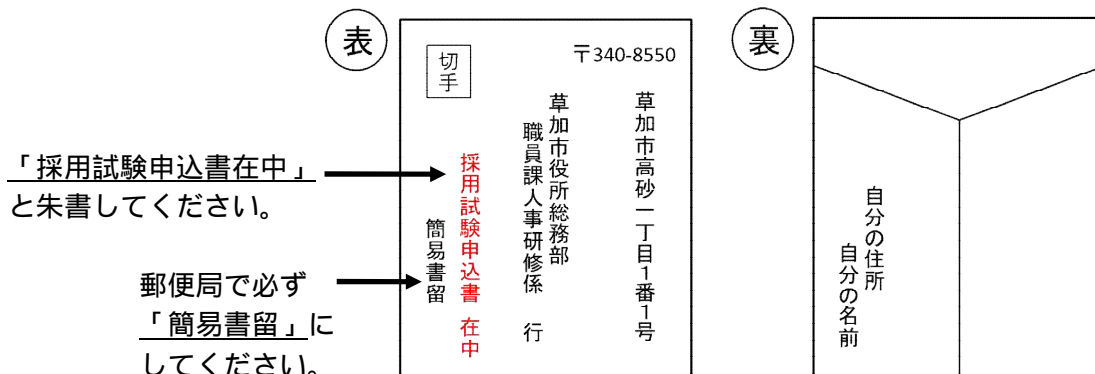 表
切手
〒340-8550
草加市高砂一丁目1番1号
草加市役所総務部
職員課人事研修係 行
採用試験申込書 在中
簡易書留
「採用試験申込書在中」
と朱書してください。
郵便局で必ず
「簡易書留」に
してください。
裏
自分の住所
自分の名前